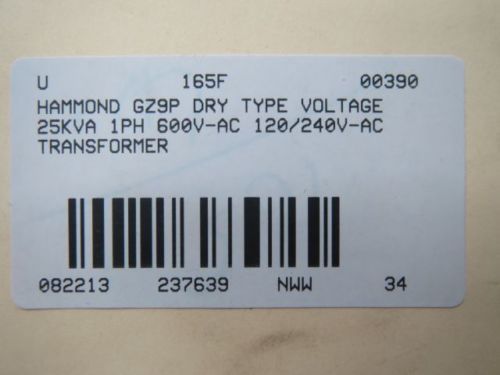 U 165F 00390
HAMMOND GZ9P DRY TYPE VOLTAGE
25KVA 1PH 600V-AC 120/240V-AC
TRANSFORMER
082213 237639 NWW 34